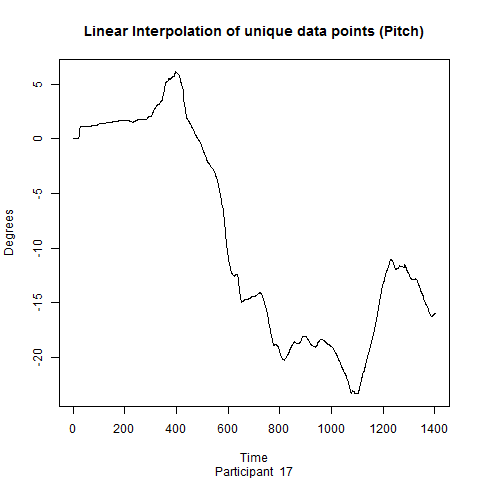 Linear Interpolation of unique data points (Pitch)
5
0
-5
-10
-15
-20
Degrees
0 200 400 600 800 1000 1200 1400
Time
Participant 17